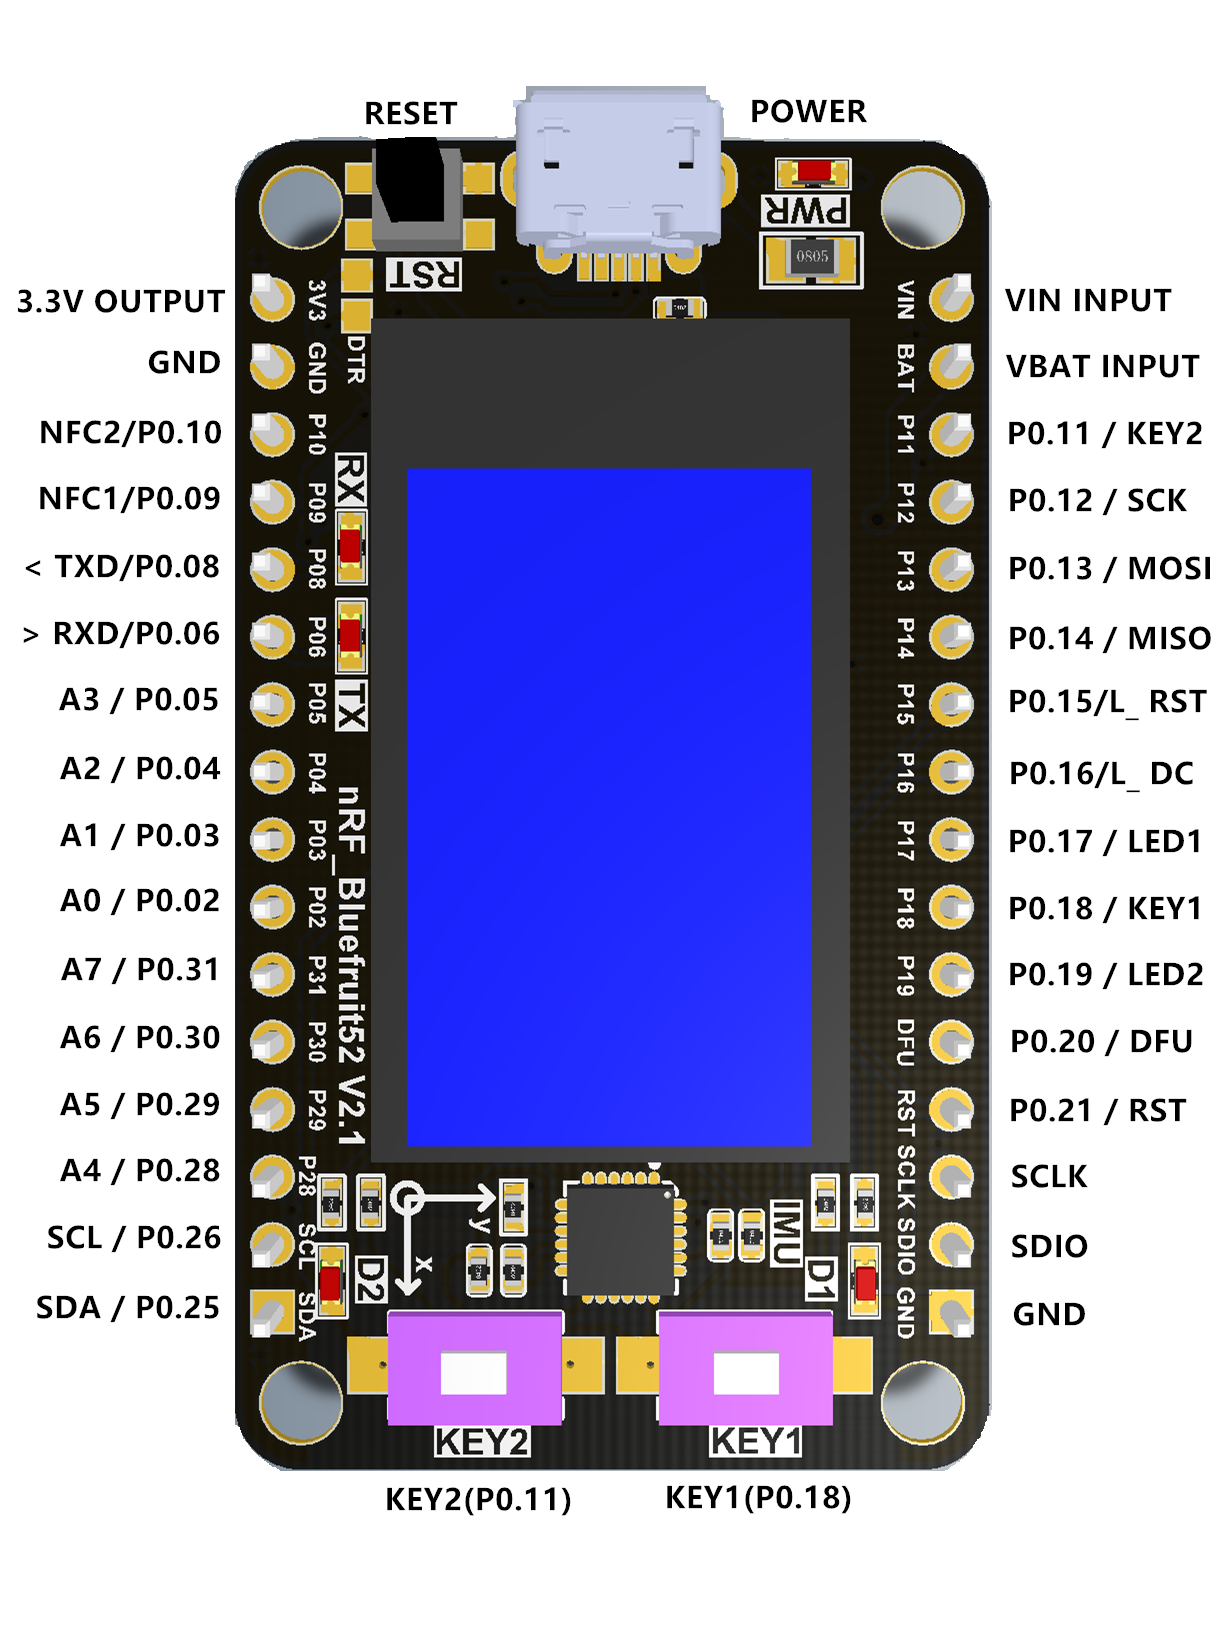 RESET
POWER
PWR
0805
RST
3.3V OUTPUT
GND
NFC2/P0.10
NFC1/P0.09
< TXD/P0.08
> RXD/P0.06
A3 / P0.05
A2 / P0.04
A1 / P0.03
A0 / P0.02
A7 / P0.31
A6 / P0.30
A5 / P0.29
A4 / P0.28
SCL / P0.26
SDA / P0.25
3V3
GND
P10
P09
P08
P06
P05
P04
P03
P02
P31
P30
P29
P28
SCL
SDA
DTR
RX
TX
nRF_Bluefruit52 V2.1
VIN
BAT
P11
P12
P13
P14
P15
P16
P17
P18
P19
DFU
RST
SCLK
SDIO
GND
VIN INPUT
VBAT INPUT
P0.11 / KEY2
P0.12 / SCK
P0.13 / MOSI
P0.14 / MISO
P0.15/L_ RST
P0.16/L_ DC
P0.17 / LED1
P0.18 / KEY1
P0.19 / LED2
P0.20 / DFU
P0.21 / RST
SCLK
SDIO
GND
y
x
D2
IMU
D1
KEY2
KEY1
KEY2(P0.11)
KEY1(P0.18)